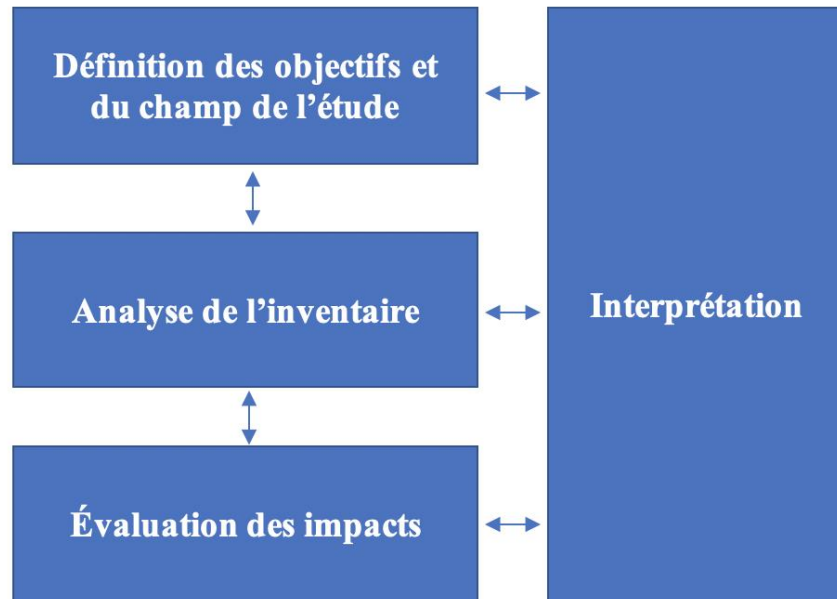 Définition des objectifs et
du champ de l’étude
Analyse de l’inventaire
Interprétation
Évaluation des impacts